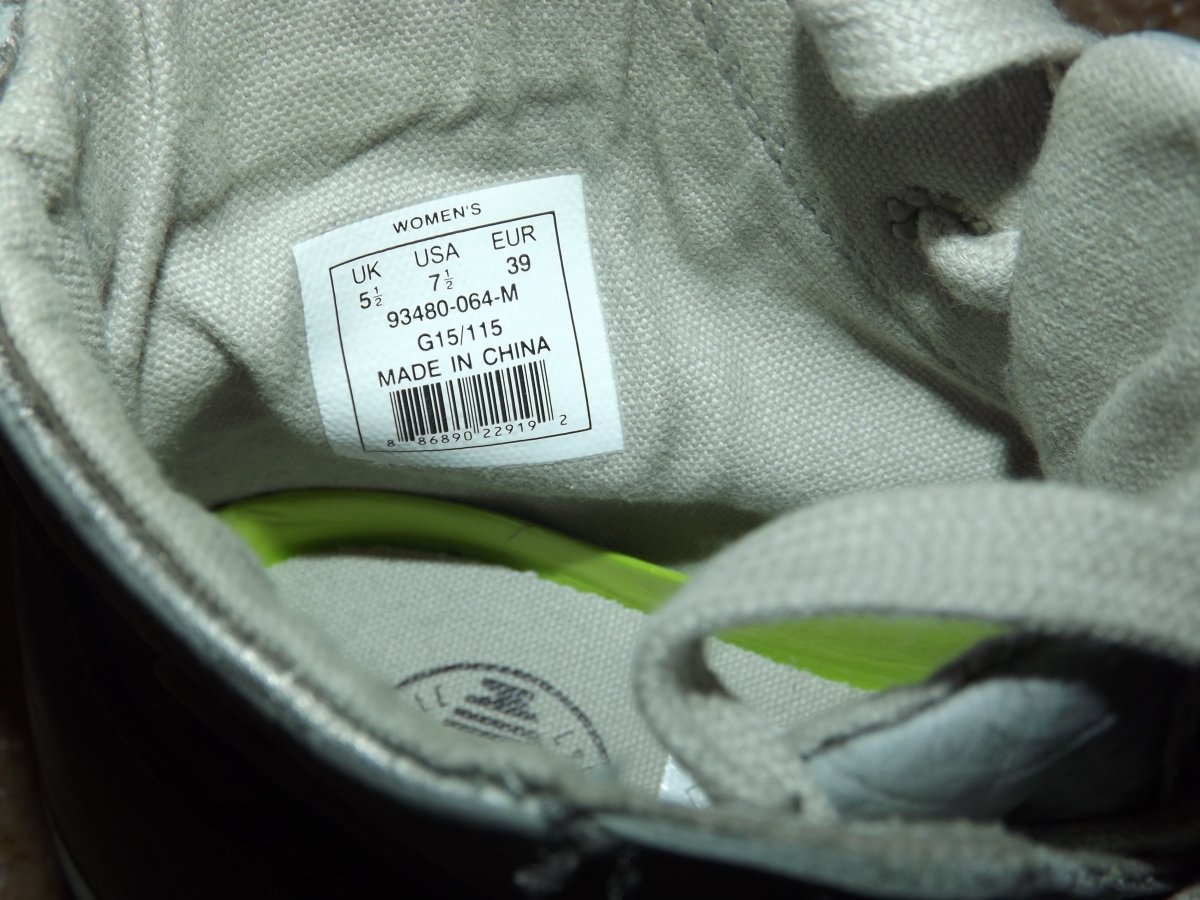 WOMEN'S
UK USA EUR
5½ 7½ 39
93480-064-M
G15/115
MADE IN CHINA
8 86890 22919 2